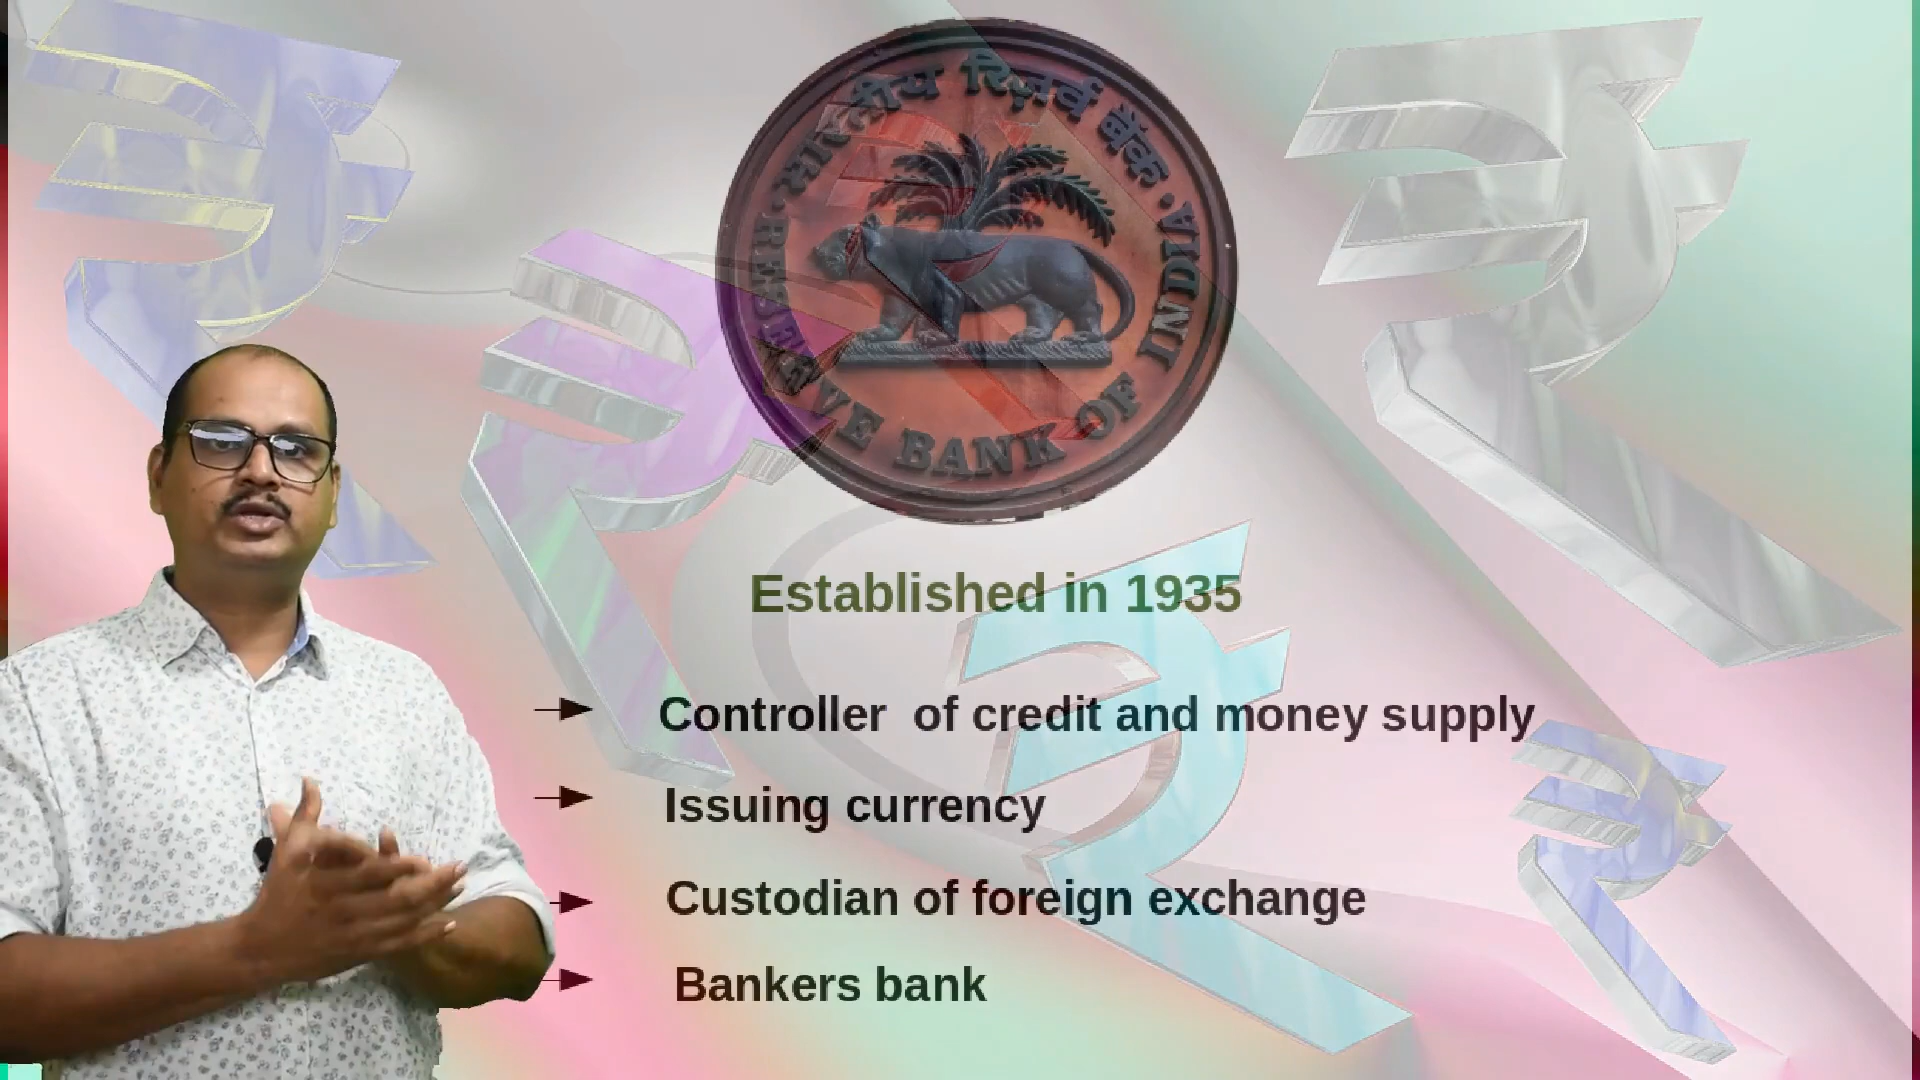 भारतीय रिज़र्व बैंक
RESERVE BANK OF INDIA
Established in 1935
Controller of credit and money supply
Issuing currency
Custodian of foreign exchange
Bankers bank